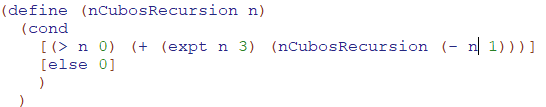 (define (nCubosRecursion n)
(cond
[(> n 0) (+ (expt n 3) (nCubosRecursion (- n 1)))]
[else 0]
)
)